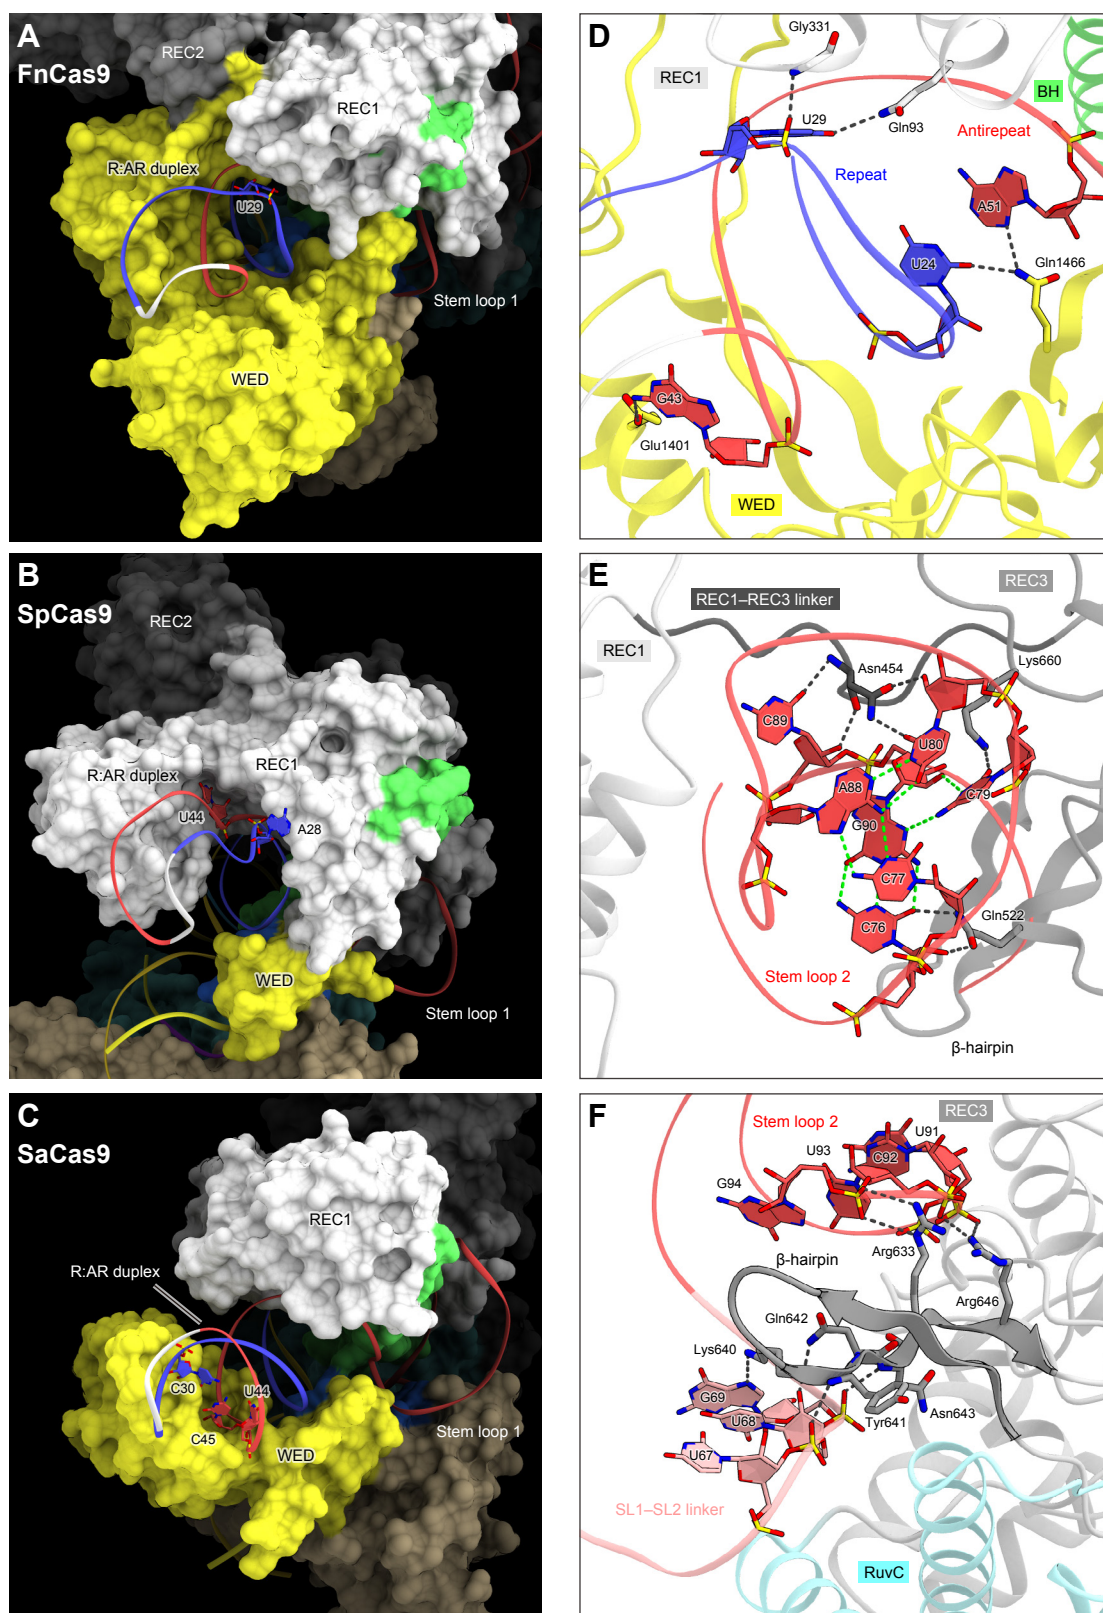 A
FnCas9
REC2
REC1
R:AR duplex
U29
Stem loop 1
WED
B
SpCas9
REC2
REC1
R:AR duplex
U44
A28
WED
Stem loop 1
C
SaCas9
REC1
R:AR duplex
C30
U44
C45
WED
Stem loop 1
D
Gly331
REC1
BH
U29
Gln93
Antirepeat
Repeat
A51
U24
Gln1466
G43
Glu1401
WED
E
REC3
REC1–REC3 linker
REC1
Asn454
Lys660
C89
U80
A88
C79
G90
C77
C76
Gln522
Stem loop 2
β-hairpin
F
REC3
Stem loop 2
U91
U93
C92
G94
Arg633
β-hairpin
Arg646
Gln642
Lys640
G69
U68
Asn643
Tyr641
U67
SL1–SL2 linker
RuvC